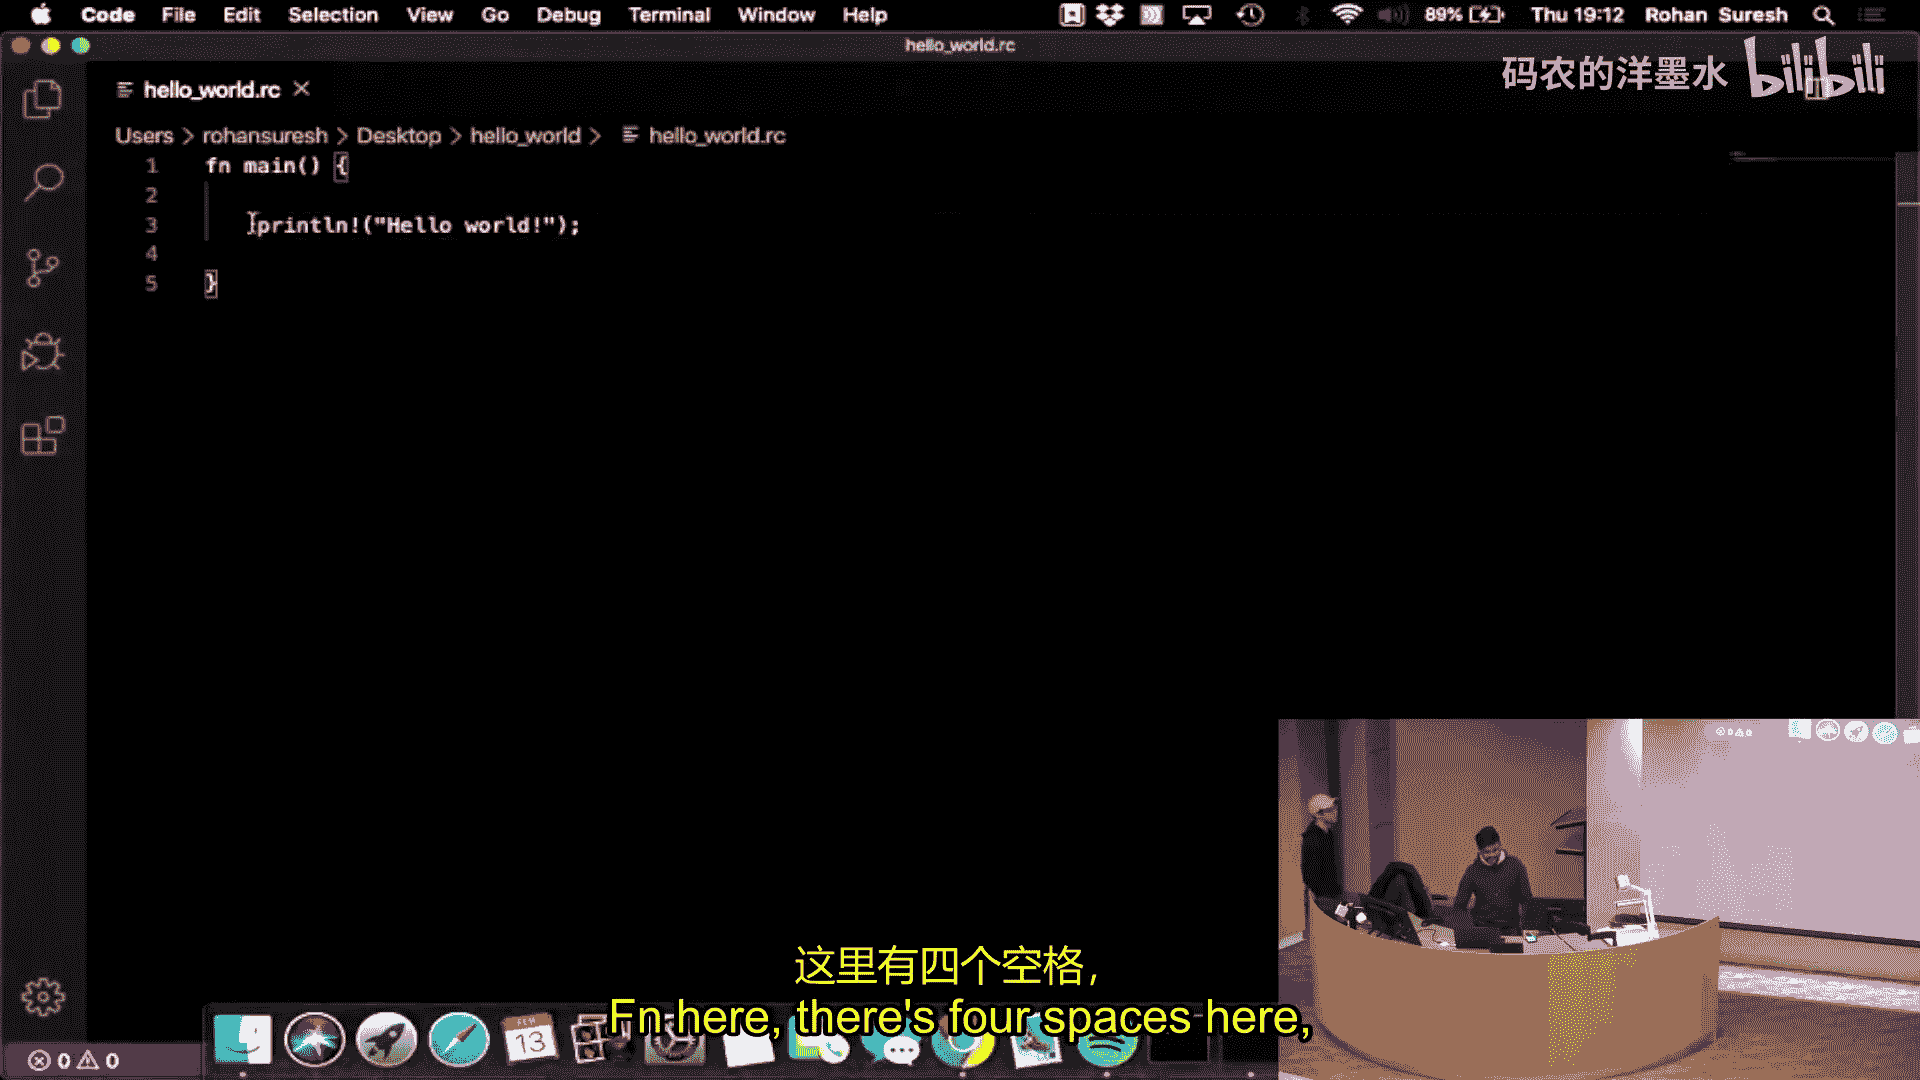 Code File Edit Selection View Go Debug Terminal Window Help 89% Thu 19:12 Rohan Suresh
hello_world.rc
码农的洋墨水 bilibili
hello_world.rc
Users > rohansuresh > Desktop > hello_world > hello_world.rc
1 fn main() {
2
3 println!("Hello world!");
4
5 }
这里有四个空格，
Fn here, there's four spaces here,
FEB
13
0 0